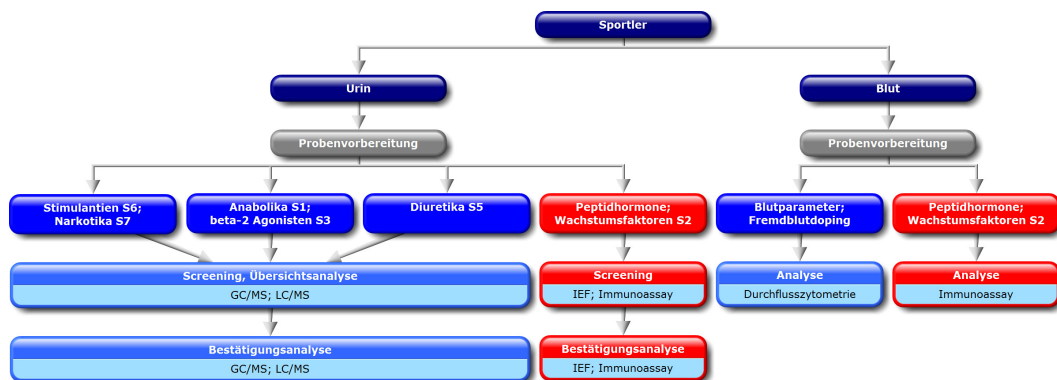 Sportler
Urin
Blut
Probenvorbereitung
Probenvorbereitung
Stimulantien S6;
Narkotika S7
Anabolika S1;
beta-2 Agonisten S3
Diuretika S5
Peptidhormone;
Wachstumsfaktoren S2
Blutparameter;
Fremdblutdoping
Peptidhormone;
Wachstumsfaktoren S2
Screening, Übersichtsanalyse
GC/MS; LC/MS
Screening
IEF; Immunoassay
Analyse
Durchflusszytometrie
Analyse
Immunoassay
Bestätigungsanalyse
GC/MS; LC/MS
Bestätigungsanalyse
IEF; Immunoassay